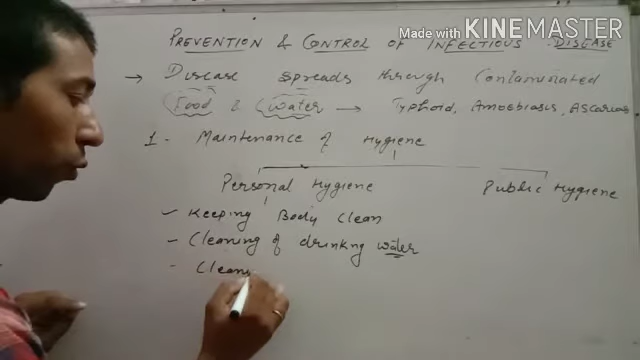 Made with KINEMASTER
PREVENTION & CONTROL OF INFECTIOUS DISEASE
→ Disease spreads through Contaminated
Food & Water → Typhoid, Amoebiasis, Ascariasis
1. Maintenance of Hygiene
Personal Hygiene Public Hygiene
- Keeping Body Clean
- Cleaning of drinkng water
- Clean